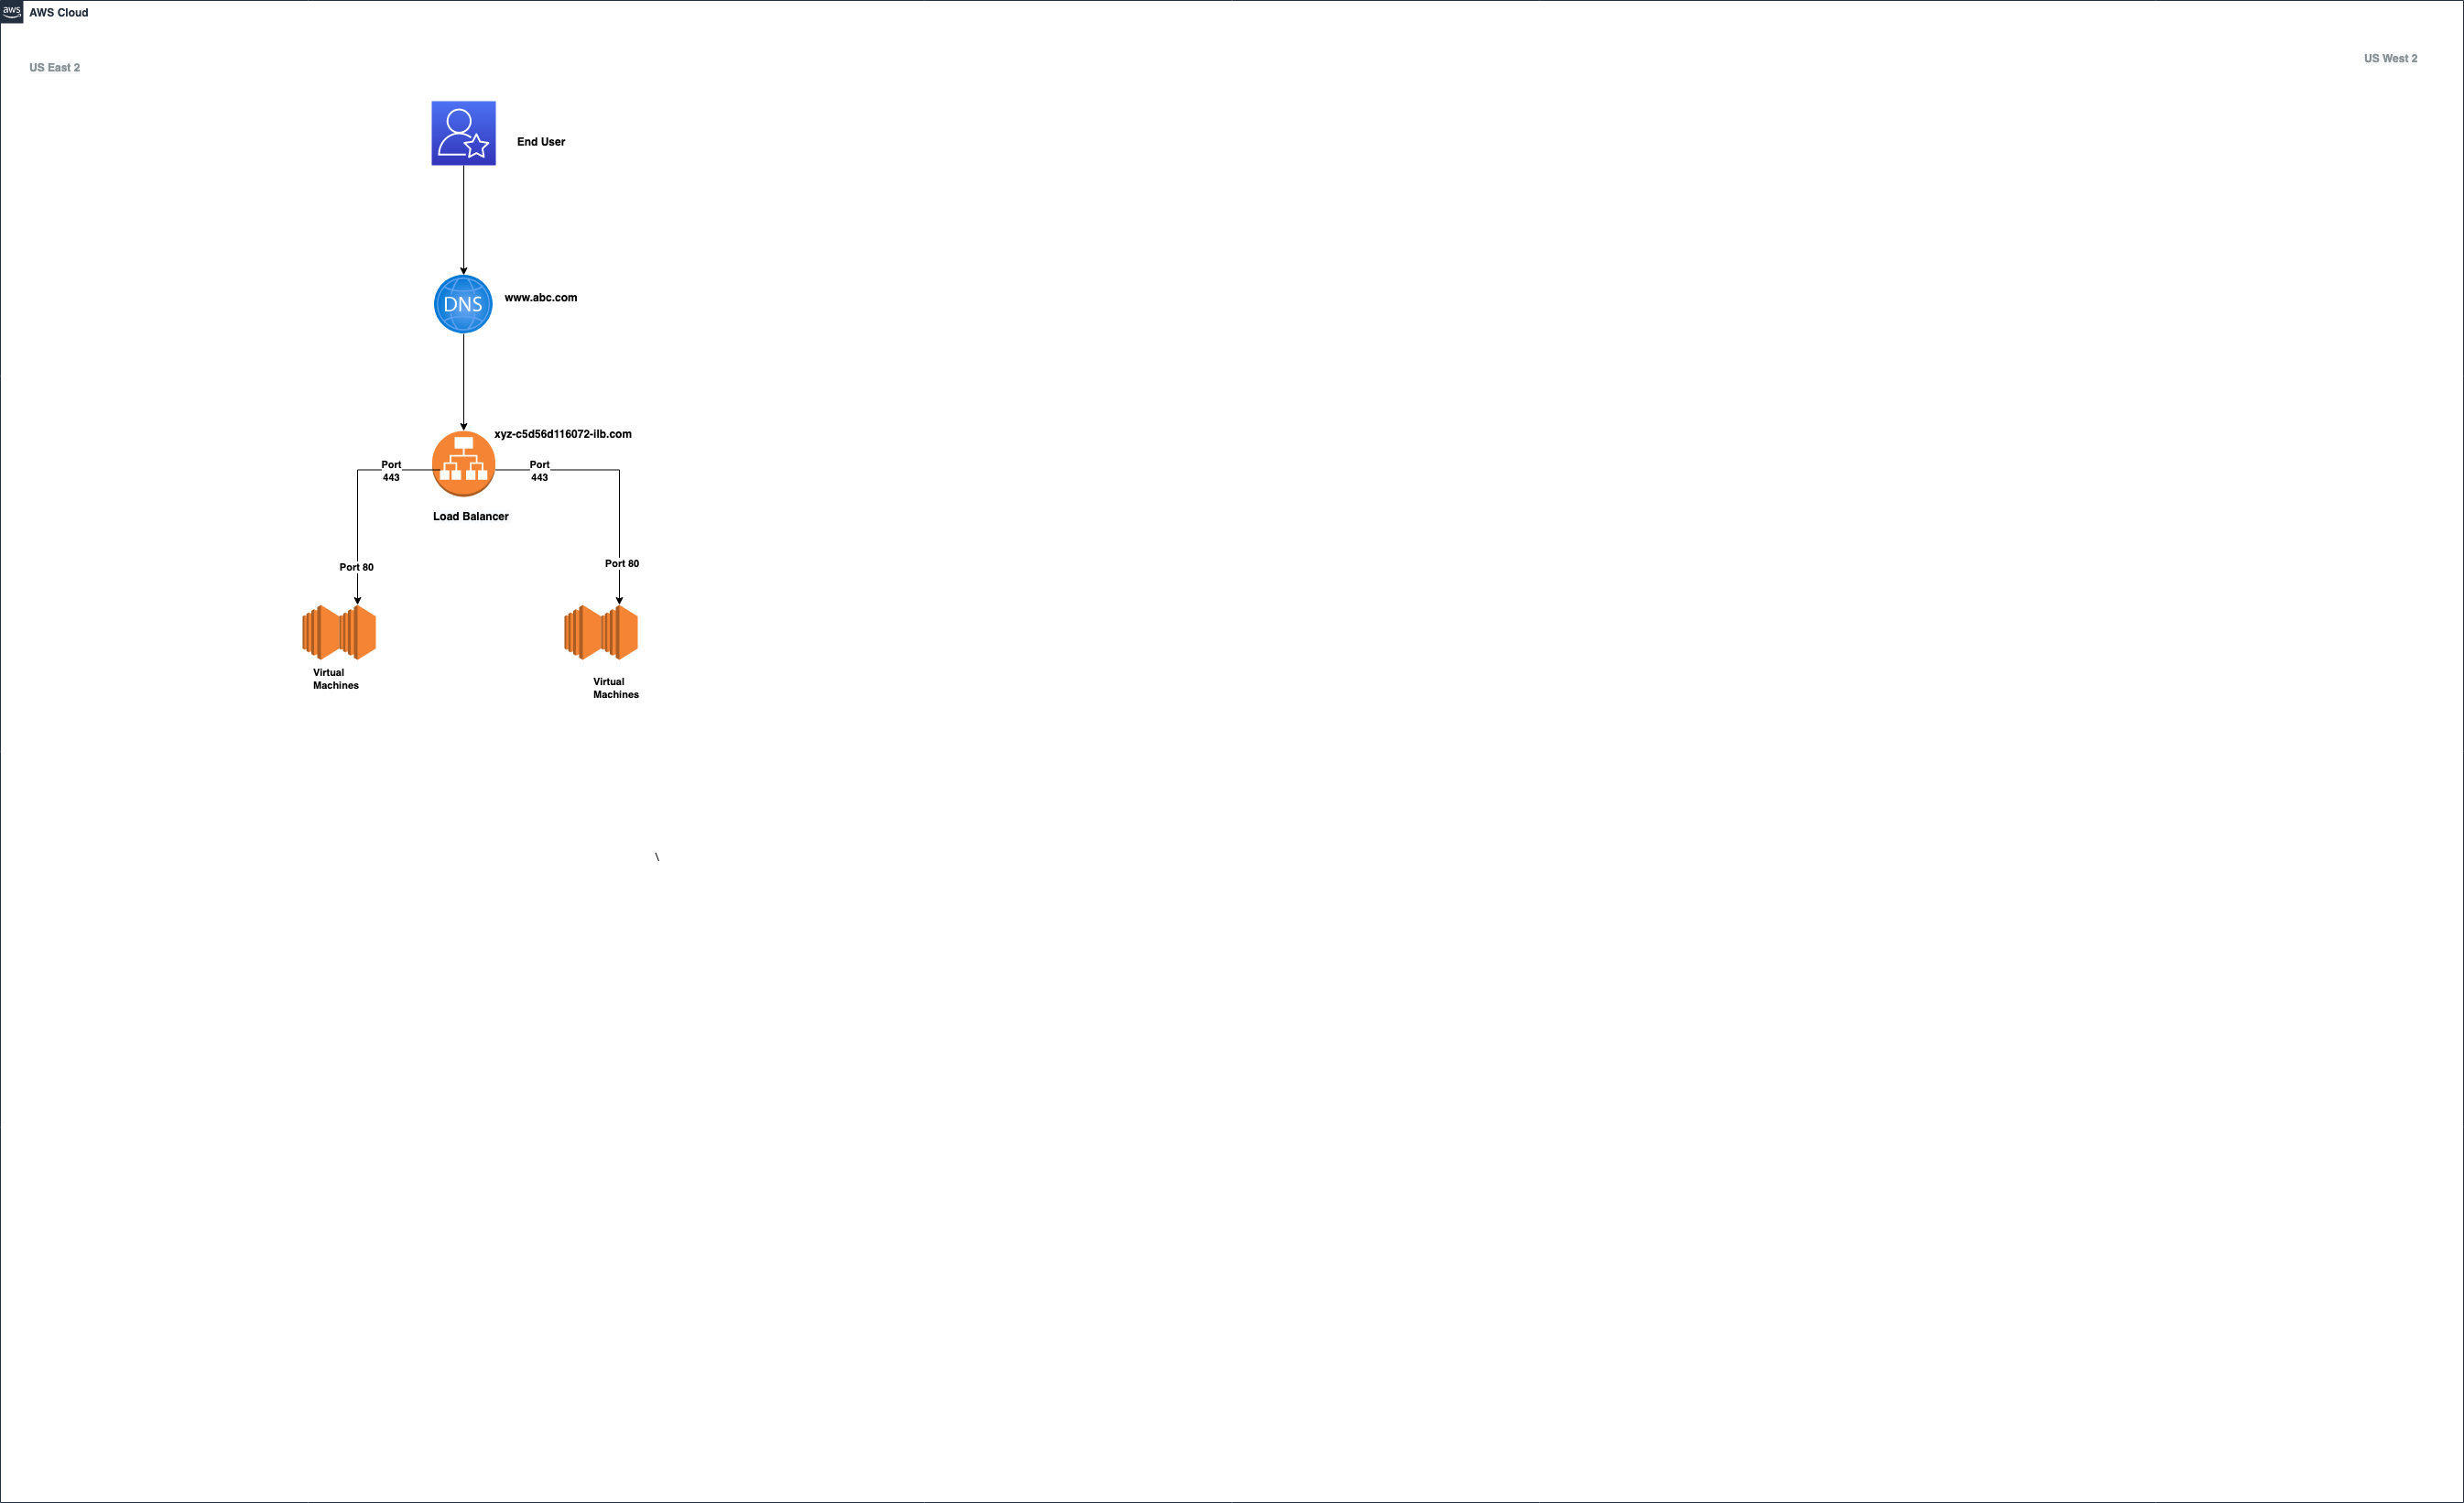 aws
AWS Cloud
US East 2
US West 2
End User
DNS
www.abc.com
xyz-c5d56d116072-ilb.com
Port
443
Port
443
Load Balancer
Port 80
Port 80
Virtual
Machines
Virtual
Machines
\